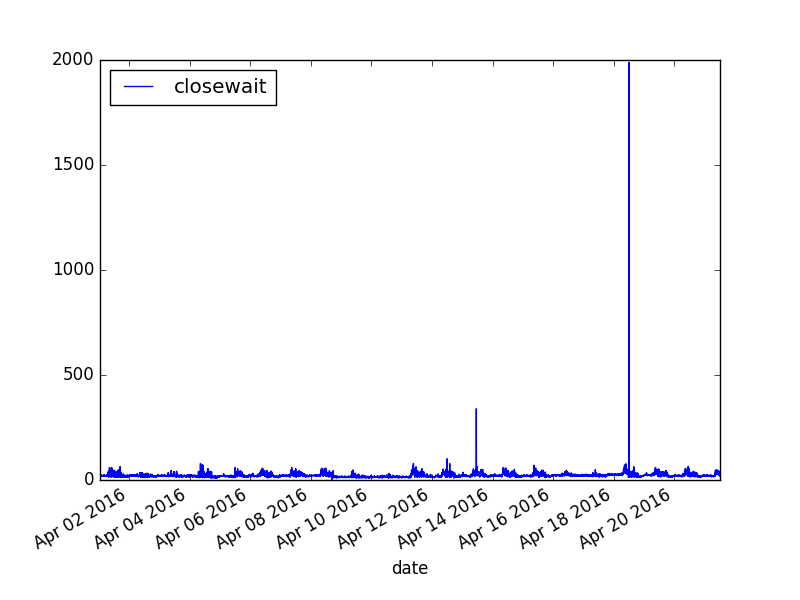 2000
closewait
1500
1000
500
0
Apr 02 2016
Apr 04 2016
Apr 06 2016
Apr 08 2016
Apr 10 2016
Apr 12 2016
Apr 14 2016
Apr 16 2016
Apr 18 2016
Apr 20 2016
date